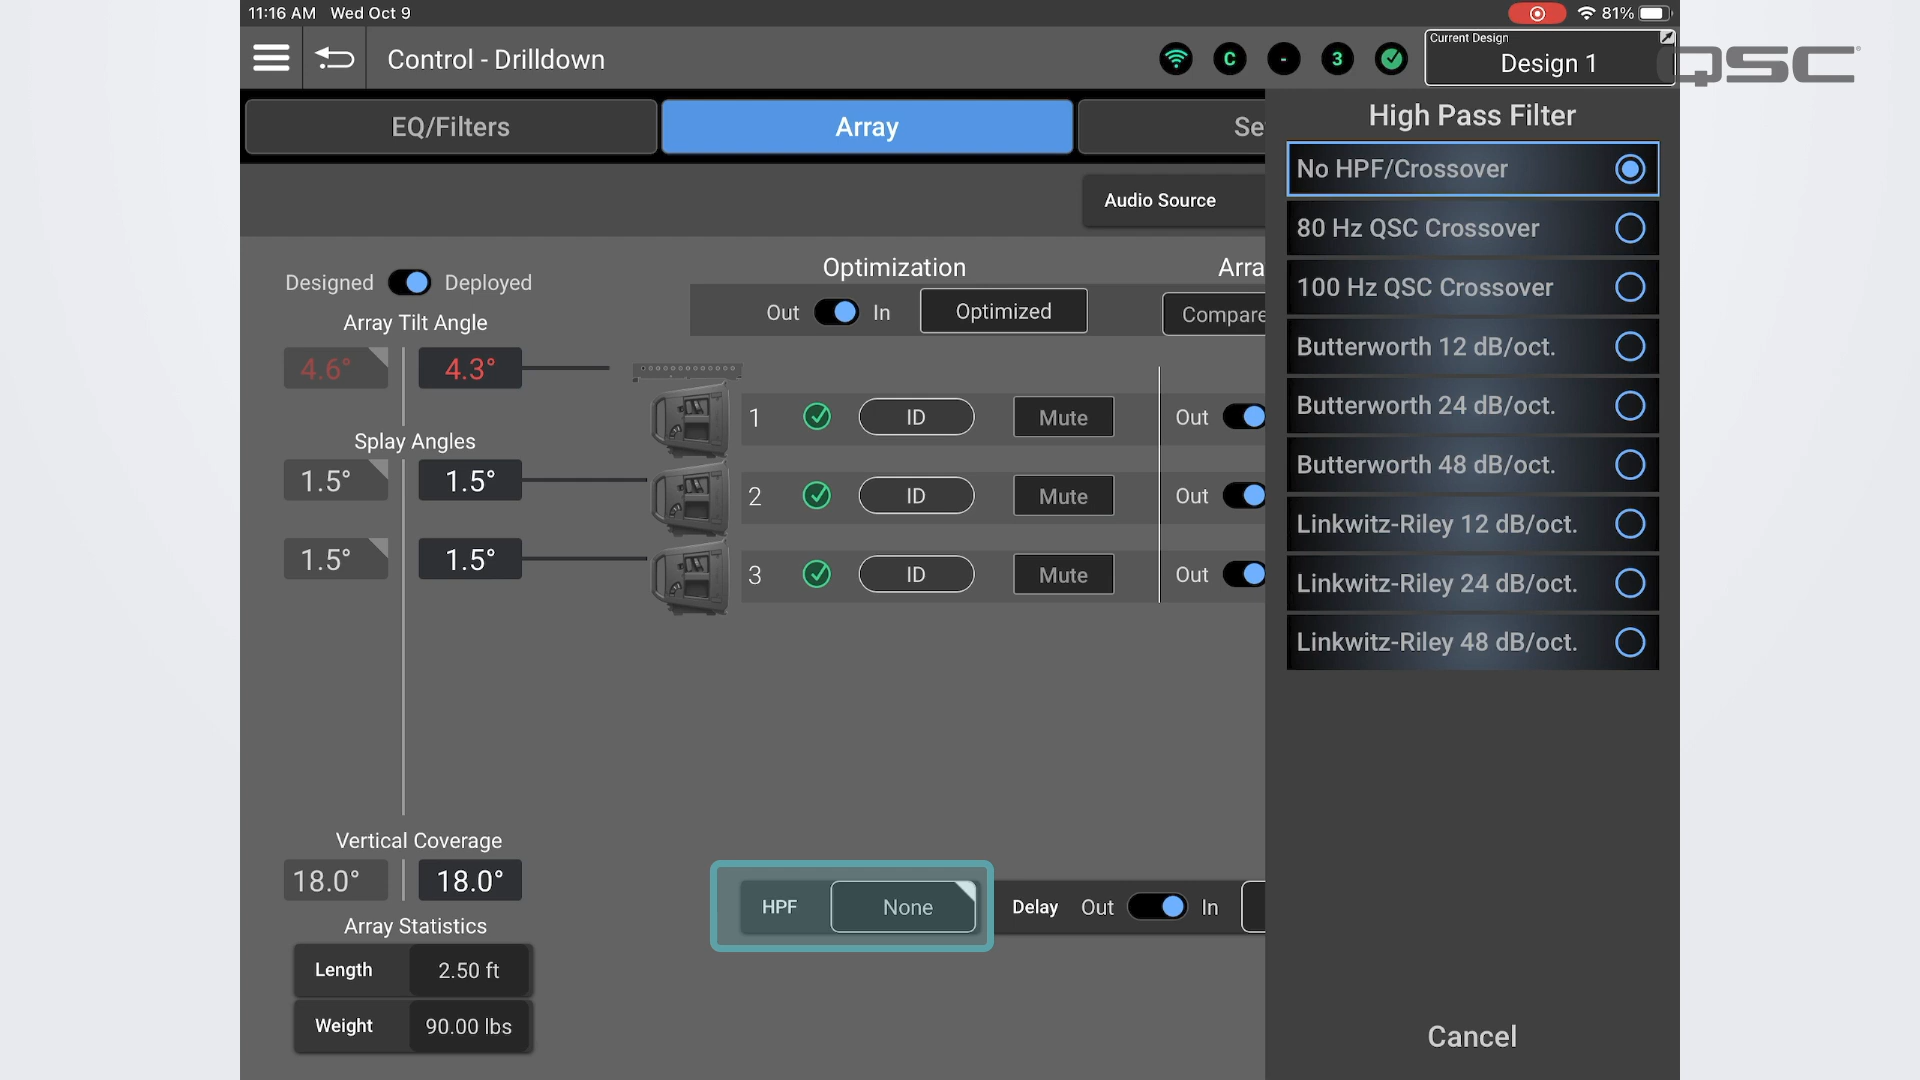 11:16 AM Wed Oct 9
81%
Control - Drilldown
C
-
3
Current Design
Design 1
QSC
EQ/Filters
Array
Se
High Pass Filter
No HPF/Crossover
80 Hz QSC Crossover
100 Hz QSC Crossover
Butterworth 12 dB/oct.
Butterworth 24 dB/oct.
Butterworth 48 dB/oct.
Linkwitz-Riley 12 dB/oct.
Linkwitz-Riley 24 dB/oct.
Linkwitz-Riley 48 dB/oct.
Cancel
Audio Source
Designed Deployed
Array Tilt Angle
4.6° 4.3°
Splay Angles
1.5° 1.5°
1.5° 1.5°
Optimization
Out In Optimized
Arra
Compare
1 ID Mute Out
2 ID Mute Out
3 ID Mute Out
Vertical Coverage
18.0° 18.0°
Array Statistics
Length 2.50 ft
Weight 90.00 lbs
HPF None
Delay Out In